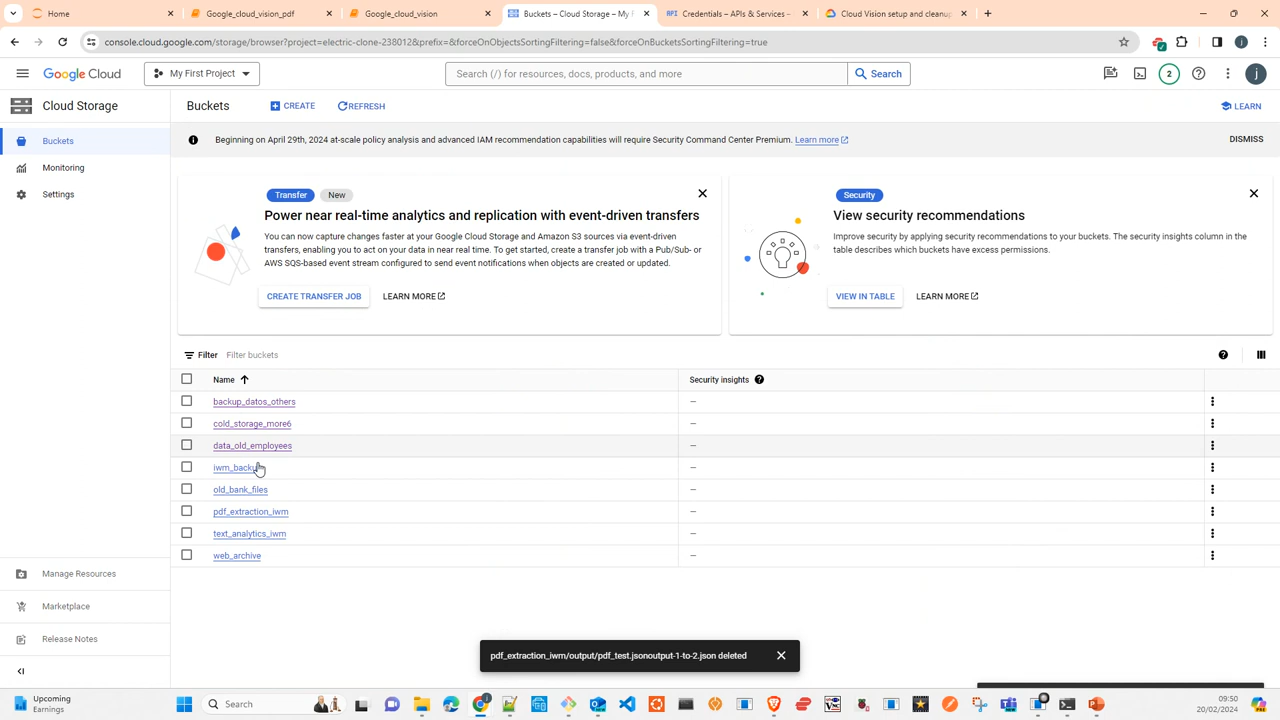 Home
Google_cloud_vision_pdf
Google_cloud_vision
Buckets – Cloud Storage – My F
API Credentials – APIs & Services –
Cloud Vision setup and cleanup
console.cloud.google.com/storage/browser?project=electric-clone-238012&prefix=&forceOnObjectsSortingFiltering=false&forceOnBucketsSortingFiltering=true
Google Cloud
My First Project
Search (/) for resources, docs, products, and more
Search
2
j
Cloud Storage
Buckets
CREATE
REFRESH
LEARN
Buckets
Monitoring
Settings
Beginning on April 29th, 2024 at-scale policy analysis and advanced IAM recommendation capabilities will require Security Command Center Premium. Learn more
DISMISS
Transfer New
Power near real-time analytics and replication with event-driven transfers
You can now capture changes faster at your Google Cloud Storage and Amazon S3 sources via event-
driven transfers, enabling you to act on your data in near real time. To get started, create a transfer job with a Pub/Sub- or
AWS SQS-based event stream configured to send event notifications when objects are created or updated.
CREATE TRANSFER JOB
LEARN MORE
Security
View security recommendations
Improve security by applying security recommendations to your buckets. The security insights column in the
table describes which buckets have excess permissions.
VIEW IN TABLE
LEARN MORE
Filter Filter buckets
Name
Security insights
backup_datos_others –
cold_storage_more6 –
data_old_employees –
iwm_backu –
old_bank_files –
pdf_extraction_iwm –
text_analytics_iwm –
web_archive –
Manage Resources
Marketplace
Release Notes
pdf_extraction_iwm/output/pdf_test.jsonoutput-1-to-2.json deleted
Upcoming
Earnings
Search
09:50
20/02/2024